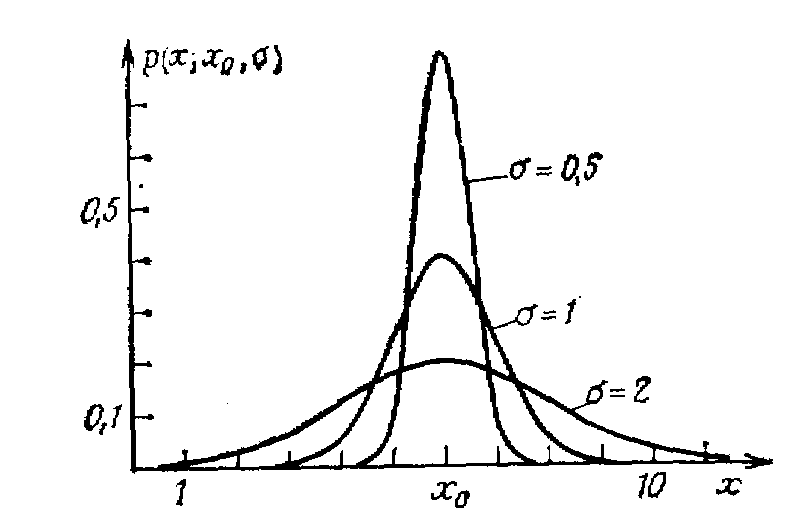 p(x; x₀, σ)
σ = 0,5
0,5
σ = 1
σ = 2
0,1
1
x₀
10
x